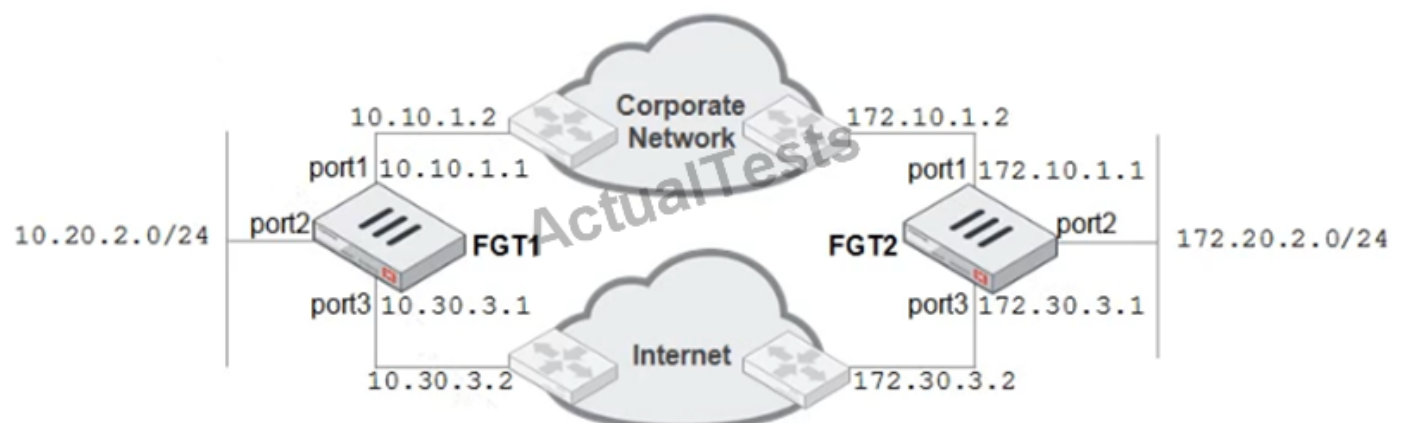 Corporate
Network
10.10.1.2
172.10.1.2
port1 10.10.1.1
port1 172.10.1.1
ActualTests
10.20.2.0/24
port2
FGT1
FGT2
port2
172.20.2.0/24
port3 10.30.3.1
port3 172.30.3.1
Internet
10.30.3.2
172.30.3.2